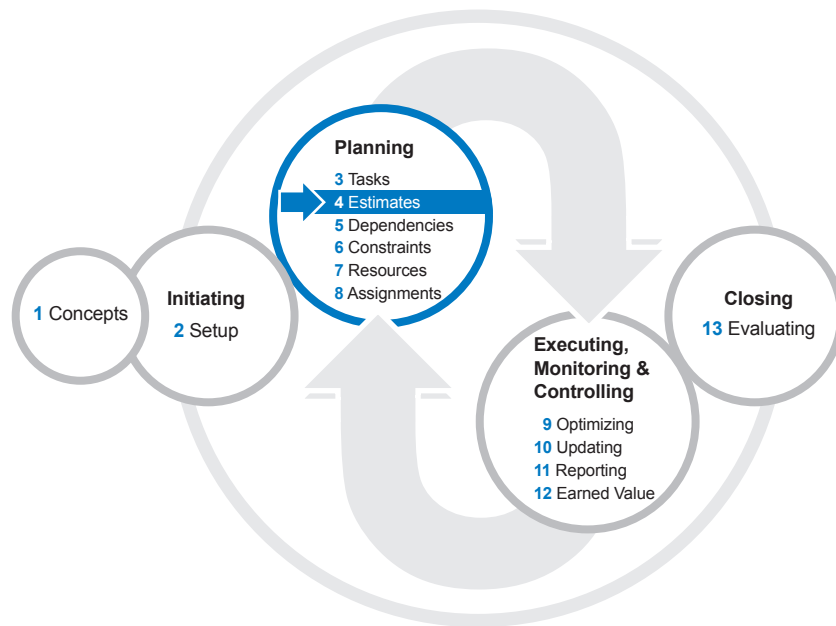 Planning
3 Tasks
4 Estimates
5 Dependencies
6 Constraints
7 Resources
8 Assignments
1 Concepts
Initiating
2 Setup
Closing
13 Evaluating
Executing,
Monitoring &
Controlling
9 Optimizing
10 Updating
11 Reporting
12 Earned Value